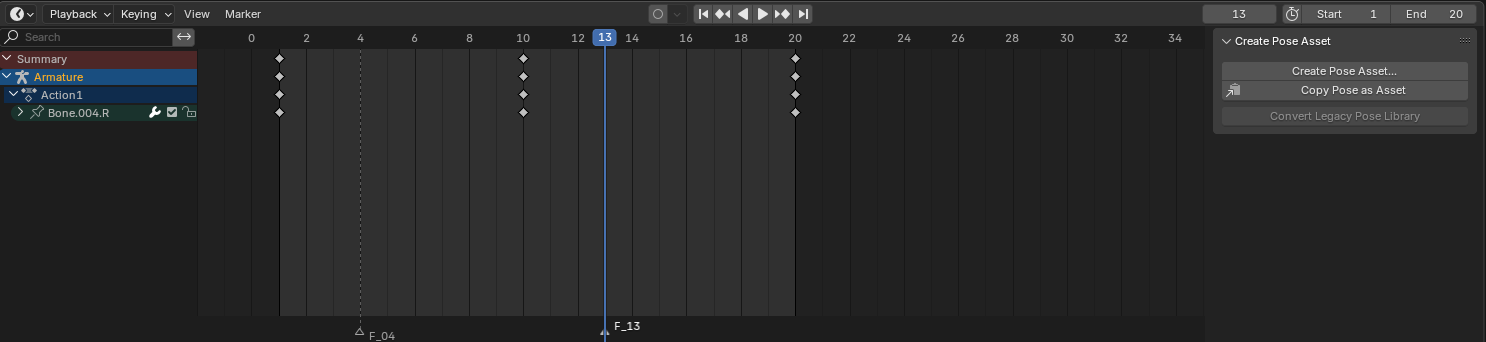 Playback Keying View Marker 13 Start 1 End 20
Search 0 2 4 6 8 10 12 13 14 16 18 20 22 24 26 28 30 32 34
Create Pose Asset
Summary
Create Pose Asset...
Armature
Copy Pose as Asset
Action1
Bone.004.R
Convert Legacy Pose Library
F_13
F_04